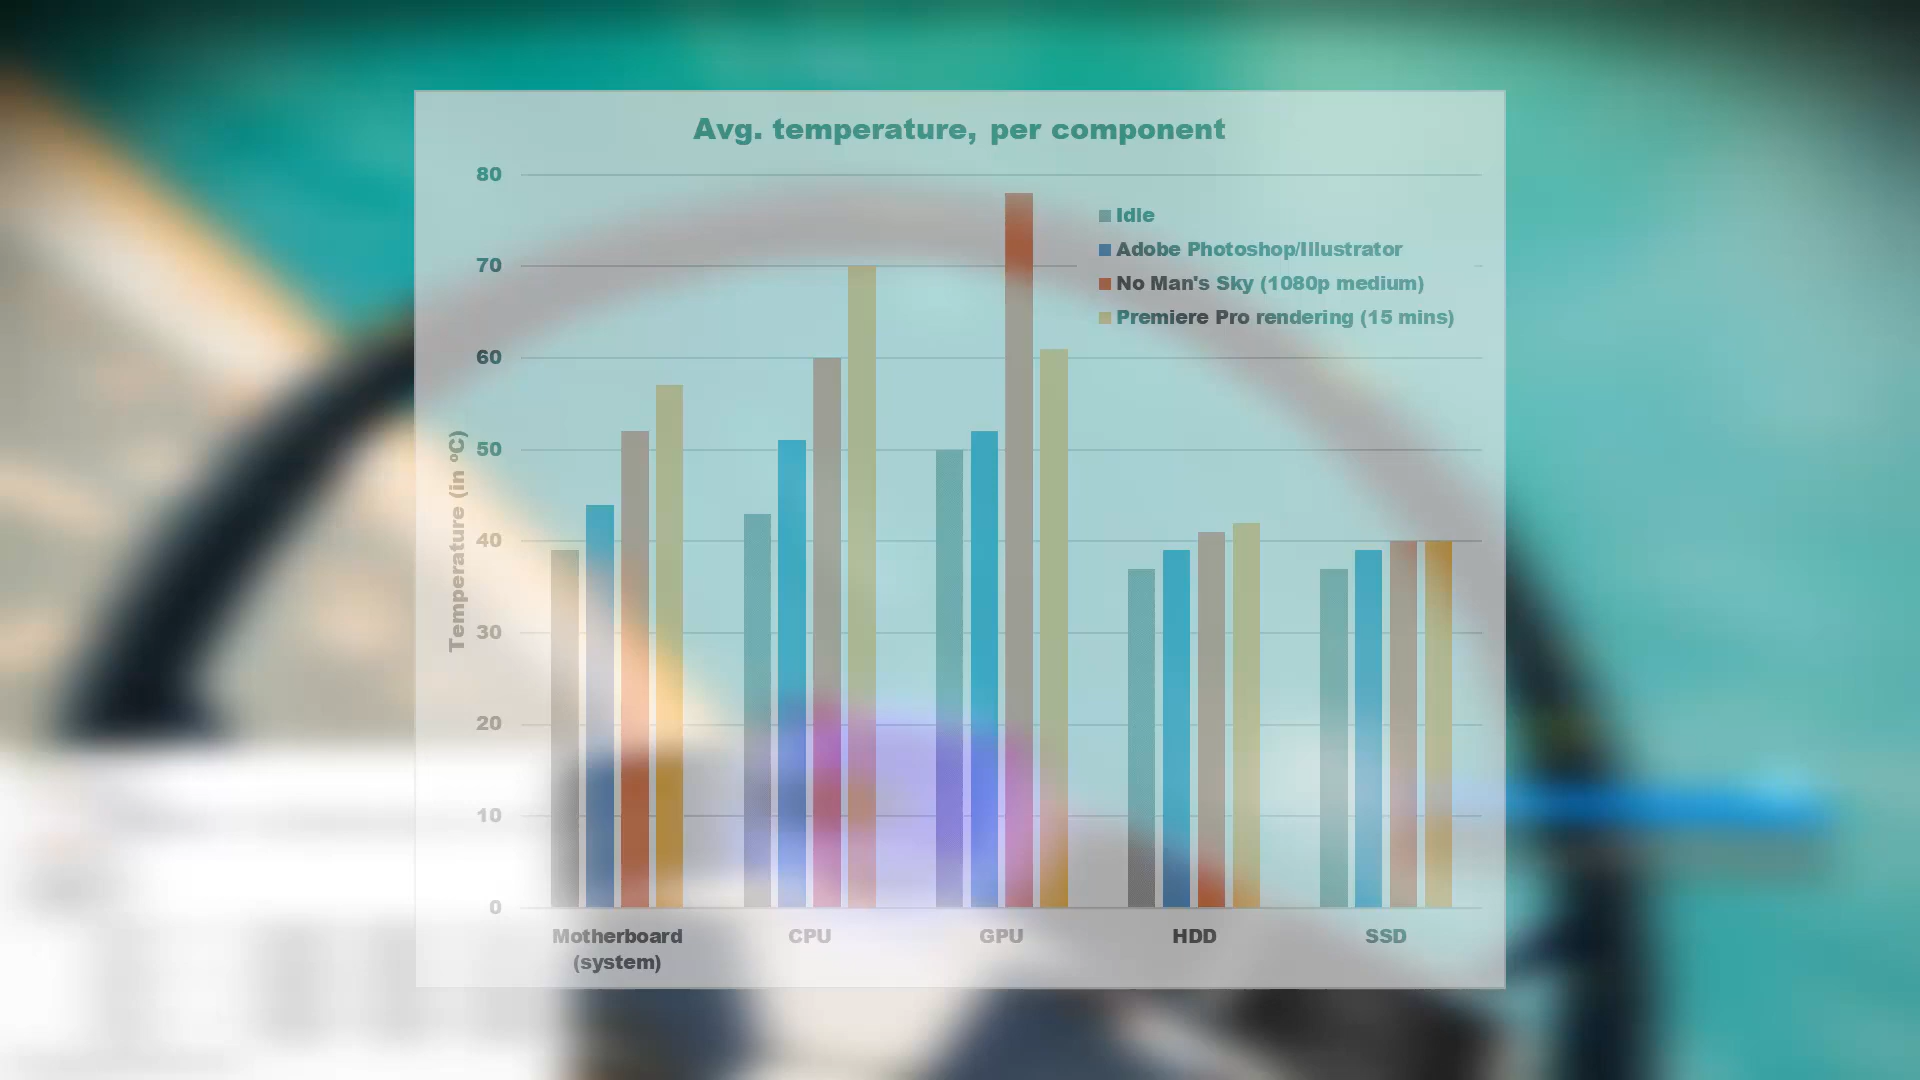 Avg. temperature, per component
80
70
60
50
40
30
20
10
0
Temperature (in ºC)
Idle
Adobe Photoshop/Illustrator
No Man's Sky (1080p medium)
Premiere Pro rendering (15 mins)
Motherboard
(system)
CPU
GPU
HDD
SSD